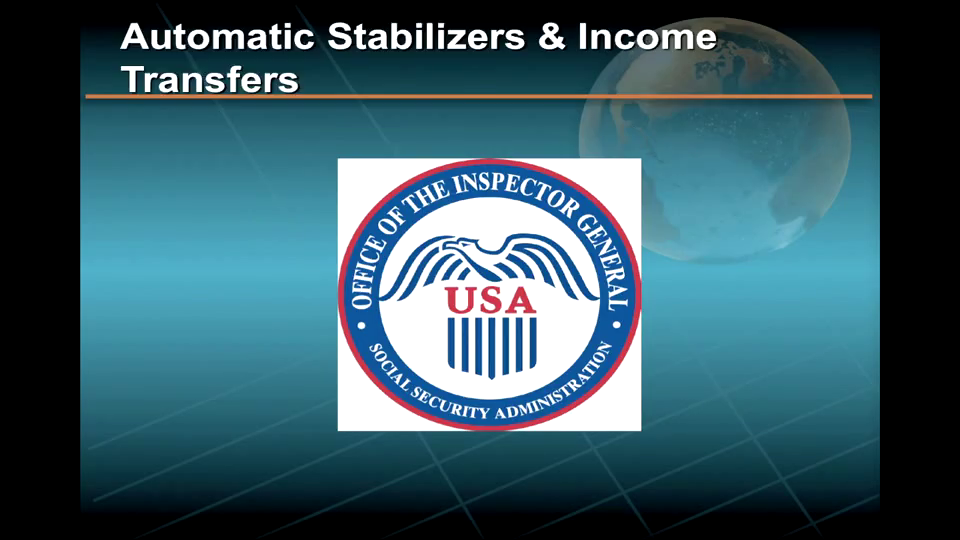 Automatic Stabilizers & Income
Transfers
OFFICE OF THE INSPECTOR GENERAL
USA
• SOCIAL SECURITY ADMINISTRATION •